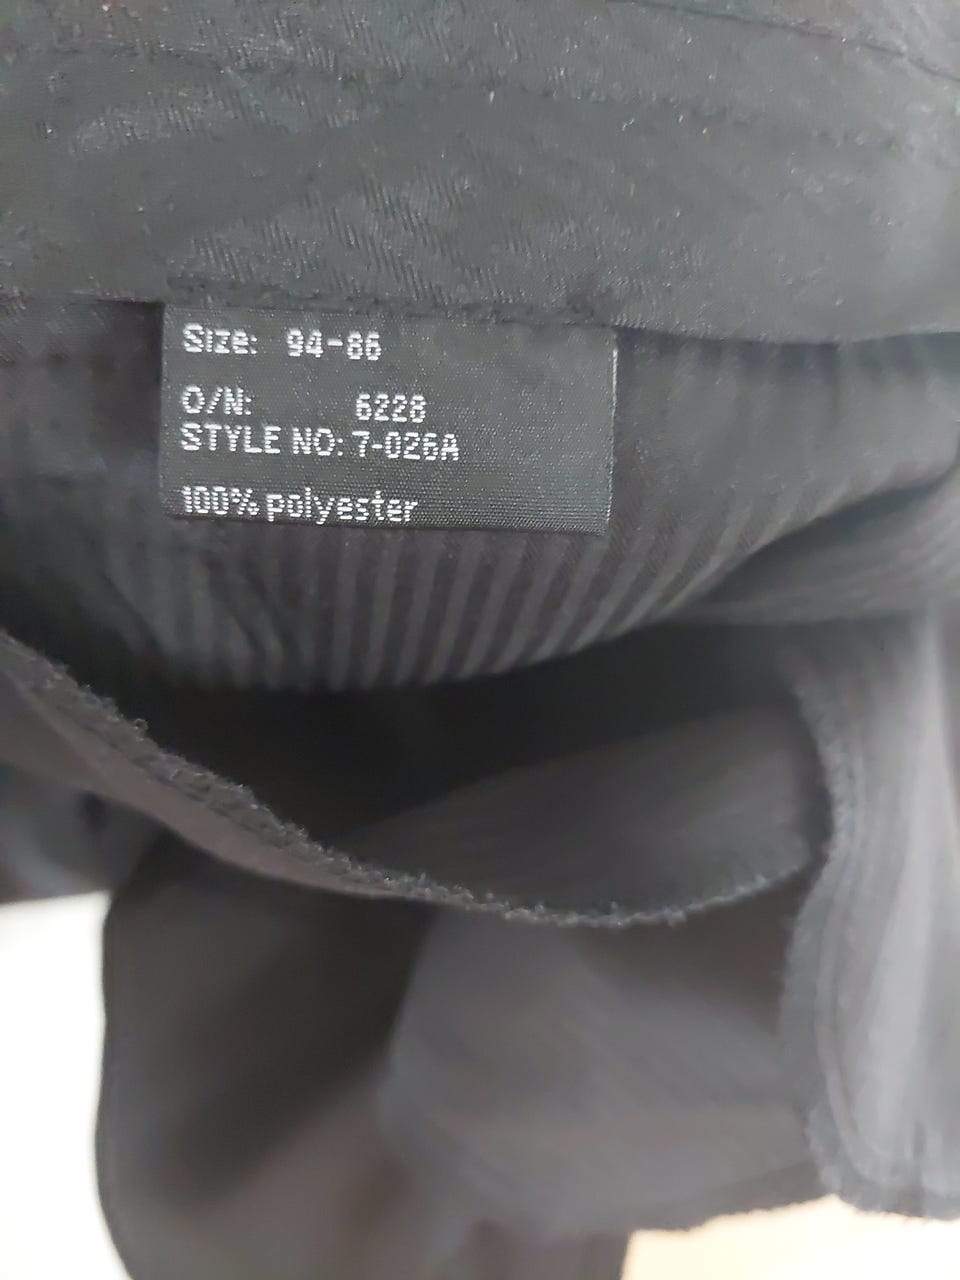 Size: 94-86
O/N: 6228
STYLE NO: 7-026A
100% polyester